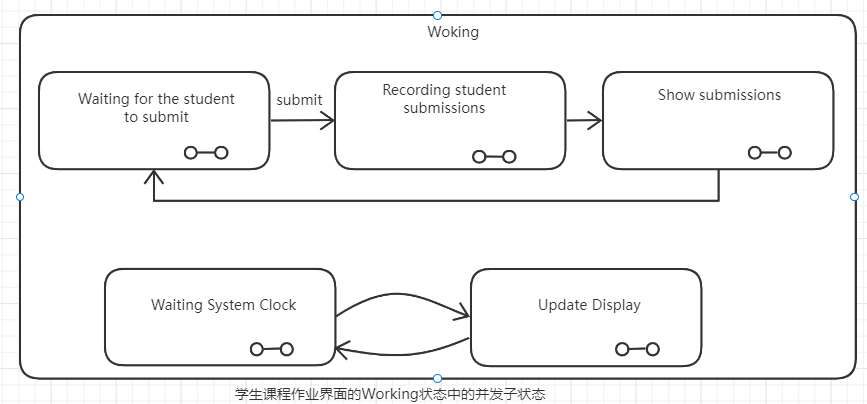 Woking
Waiting for the student
to submit
submit
Recording student
submissions
Show submissions
Waiting System Clock
Update Display
学生课程作业界面的Working状态中的并发子状态